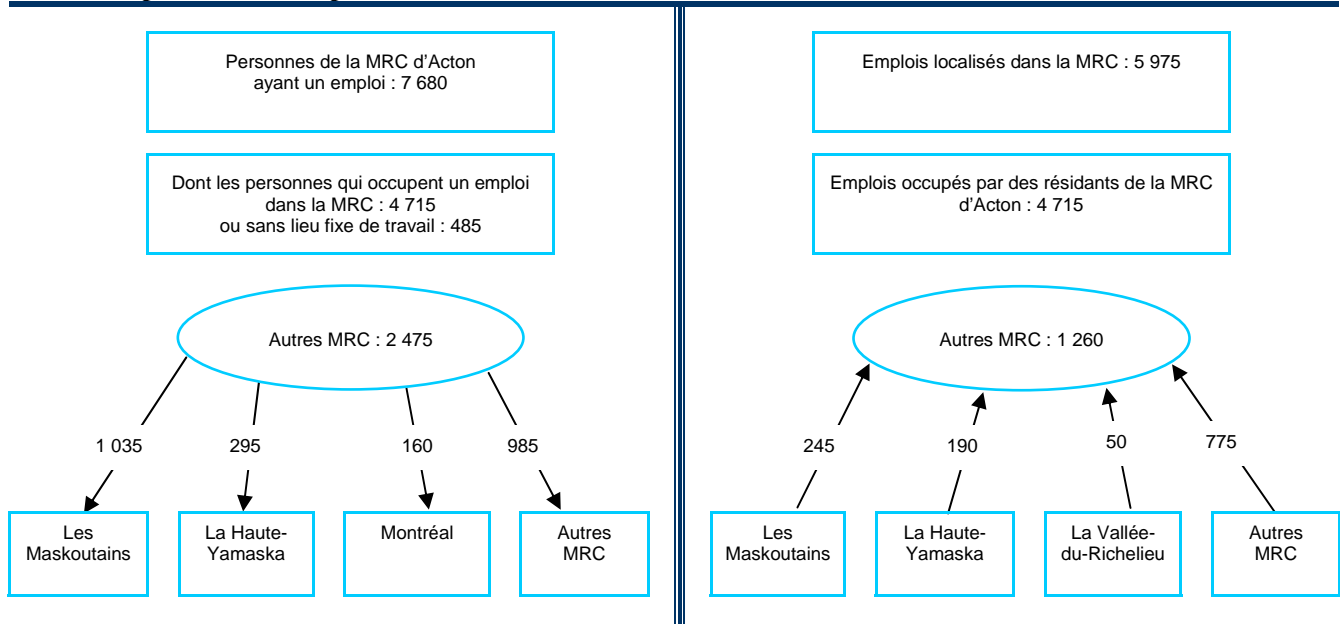 Personnes de la MRC d'Acton
ayant un emploi : 7 680
Dont les personnes qui occupent un emploi
dans la MRC : 4 715
ou sans lieu fixe de travail : 485
Autres MRC : 2 475
1 035
295
160
985
Les
Maskoutains
La Haute-
Yamaska
Montréal
Autres
MRC
Emplois localisés dans la MRC : 5 975
Emplois occupés par des résidants de la MRC
d'Acton : 4 715
Autres MRC : 1 260
245
190
50
775
Les
Maskoutains
La Haute-
Yamaska
La Vallée-
du-Richelieu
Autres
MRC